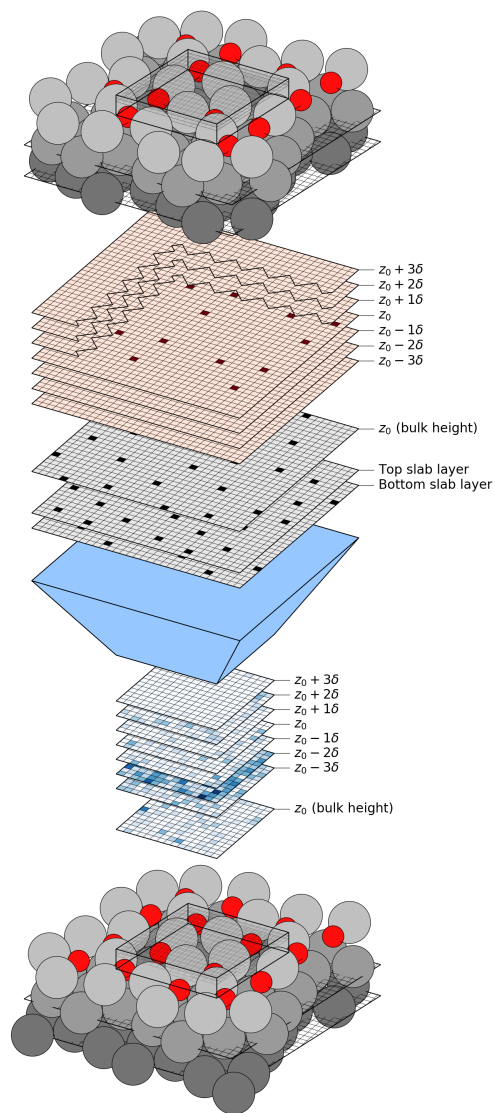 z₀ + 3δ
z₀ + 2δ
z₀ + 1δ
z₀
z₀ − 1δ
z₀ − 2δ
z₀ − 3δ
z₀ (bulk height)
Top slab layer
Bottom slab layer
z₀ + 3δ
z₀ + 2δ
z₀ + 1δ
z₀
z₀ − 1δ
z₀ − 2δ
z₀ − 3δ
z₀ (bulk height)